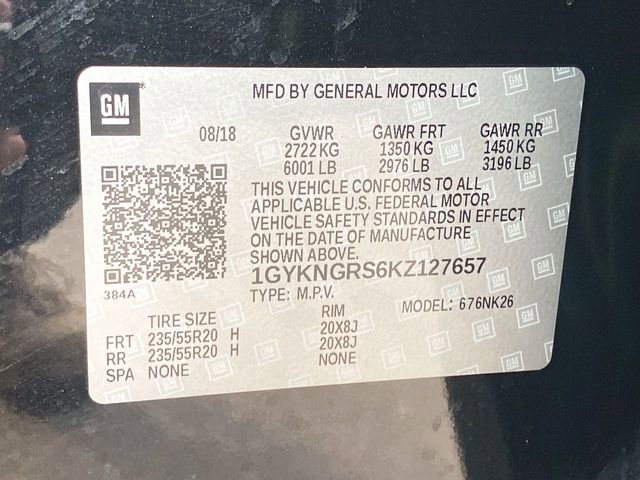 GM
MFD BY GENERAL MOTORS LLC
08/18 GVWR GAWR FRT GAWR RR
2722 KG 1350 KG 1450 KG
6001 LB 2976 LB 3196 LB
THIS VEHICLE CONFORMS TO ALL
APPLICABLE U.S. FEDERAL MOTOR
VEHICLE SAFETY STANDARDS IN EFFECT
ON THE DATE OF MANUFACTURE
SHOWN ABOVE.
1GYKNGRS6KZ127657
384A
TYPE: M.P.V. MODEL: 676NK26
TIRE SIZE RIM
FRT 235/55R20 H 20X8J
RR 235/55R20 H 20X8J
SPA NONE NONE